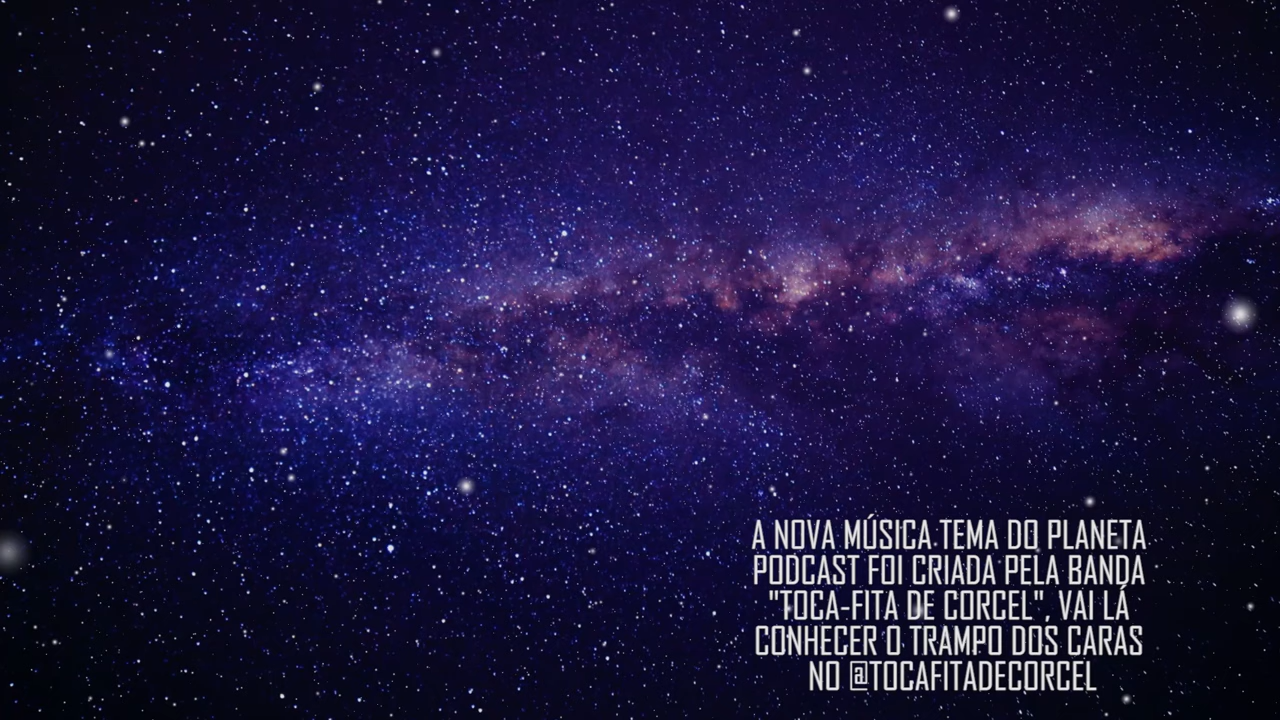 A NOVA MÚSICA TEMA DO PLANETA
PODCAST FOI CRIADA PELA BANDA
"TOCA-FITA DE CORCEL", VAI LÁ
CONHECER O TRAMPO DOS CARAS
NO @TOCAFITADECORCEL